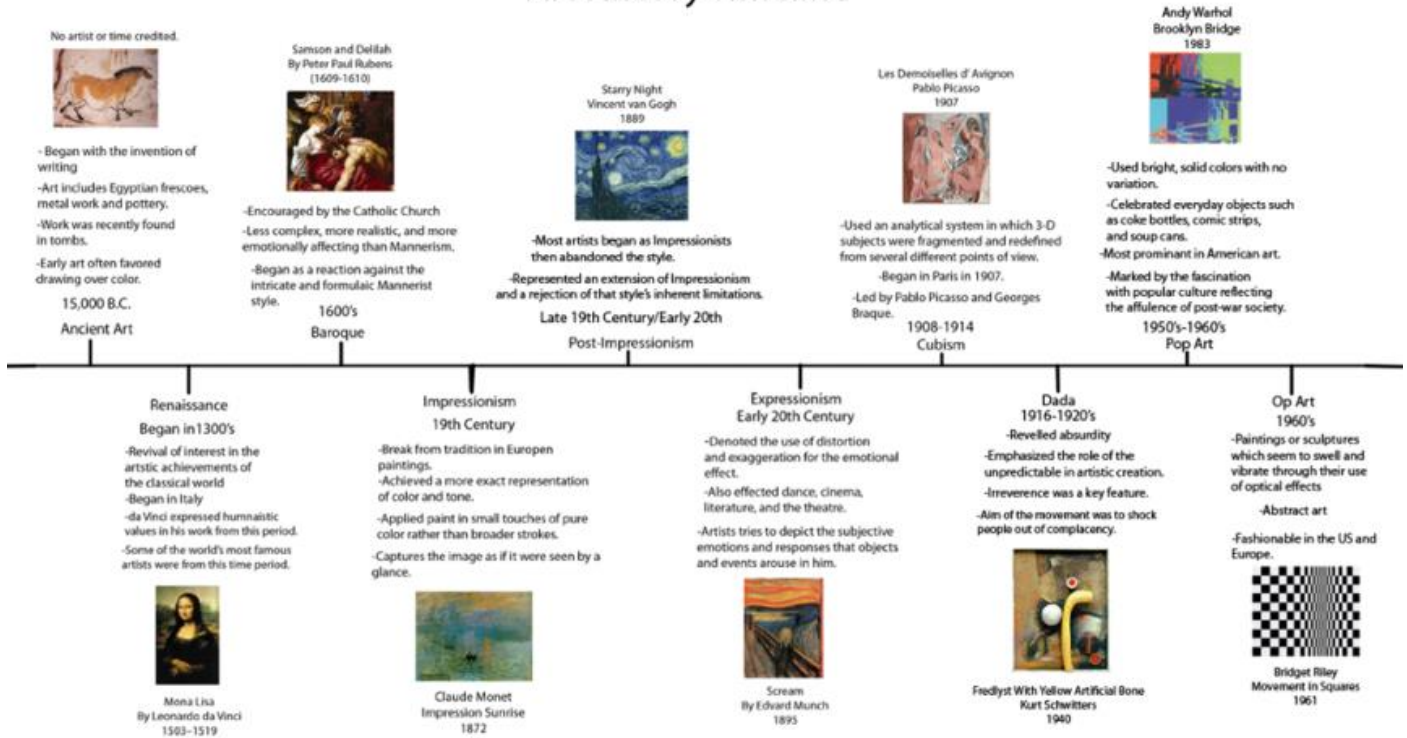 No artist or time credited.
- Began with the invention of
writing
-Art includes Egyptian frescoes,
metal work and pottery.
-Work was recently found
in tombs.
-Early art often favored
drawing over color.
15,000 B.C.
Ancient Art
Samson and Delilah
By Peter Paul Rubens
(1609-1610)
-Encouraged by the Catholic Church
-Less complex, more realistic, and more
emotionally affecting than Mannerism.
-Began as a reaction against the
intricate and formulaic Mannerist
style.
1600's
Baroque
Starry Night
Vincent van Gogh
1889
-Most artists began as Impressionists
then abandoned the style.
-Represented an extension of Impressionism
and a rejection of that style's inherent limitations.
Late 19th Century/Early 20th
Post-Impressionism
Les Demoiselles d' Avignon
Pablo Picasso
1907
-Used an analytical system in which 3-D
subjects were fragmented and redefined
from several different points of view.
-Began in Paris in 1907.
-Led by Pablo Picasso and Georges
Braque.
1908-1914
Cubism
Andy Warhol
Brooklyn Bridge
1983
-Used bright, solid colors with no
variation.
-Celebrated everyday objects such
as coke bottles, comic strips,
and soup cans.
-Most prominent in American art.
-Marked by the fascination
with popular culture reflecting
the affulence of post-war society.
1950's-1960's
Pop Art
Renaissance
Began in1300's
-Revival of interest in the
artstic achievements of
the classical world
-Began in Italy
-da Vinci expressed humnaistic
values in his work from this period.
-Some of the world's most famous
artists were from this time period.
Mona Lisa
By Leonardo da Vinci
1503-1519
Impressionism
19th Century
-Break from tradition in Europen
paintings.
-Achieved a more exact representation
of color and tone.
-Applied paint in small touches of pure
color rather than broader strokes.
-Captures the image as if it were seen by a
glance.
Claude Monet
Impression Sunrise
1872
Expressionism
Early 20th Century
-Denoted the use of distortion
and exaggeration for the emotional
effect.
-Also effected dance, cinema,
literature, and the theatre.
-Artists tries to depict the subjective
emotions and responses that objects
and events arouse in him.
Scream
By Edvard Munch
1895
Dada
1916-1920's
-Revelled absurdity
-Emphasized the role of the
unpredictable in artistic creation.
-Irreverence was a key feature.
-Aim of the movement was to shock
people out of complacency.
Fredlyst With Yellow Artificial Bone
Kurt Schwitters
1940
Op Art
1960's
-Paintings or sculptures
which seem to swell and
vibrate through their use
of optical effects
-Abstract art
-Fashionable in the US and
Europe.
Bridget Riley
Movement in Squares
1961